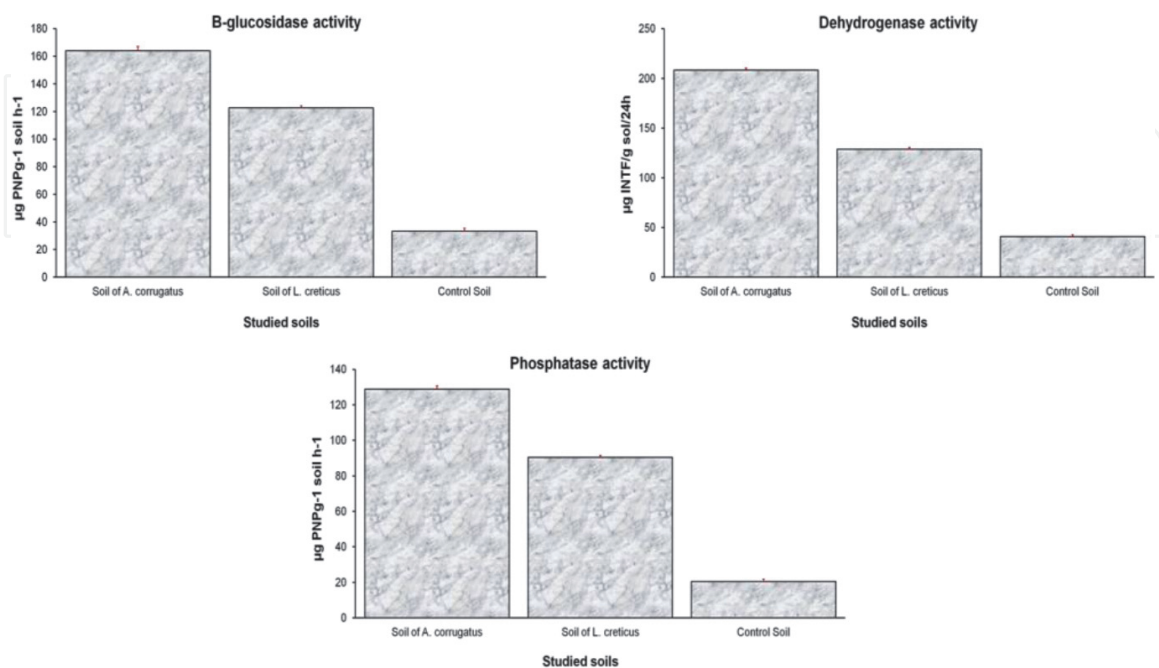 B-glucosidase activity
180
160
140
120
100
80
60
40
20
0
µg PNPg-1 soil h-1
Soil of A. corrugatus Soil of L. creticus Control Soil
Studied soils
Dehydrogenase activity
250
200
150
100
50
0
µg INTF/g sol/24h
Soil of A. corrugatus Soil of L. creticus Control Soil
Studied soils
Phosphatase activity
140
120
100
80
60
40
20
0
µg PNPg-1 soil h-1
Soil of A. corrugatus Soil of L. creticus Control Soil
Studied soils